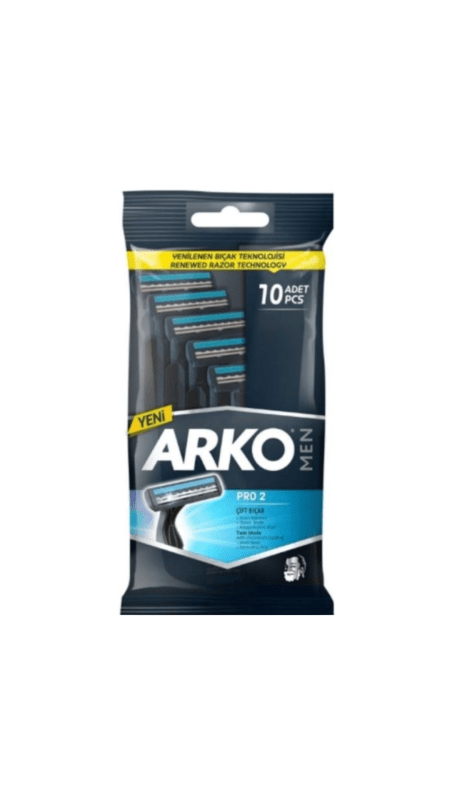 YENİLENEN BIÇAK TEKNOLOJİSİ
RENEWED RAZOR TECHNOLOGY
10 ADET
PCS
YENİ
ARKO
MEN
PRO 2
ÇİFT BIÇAK
Twin blade